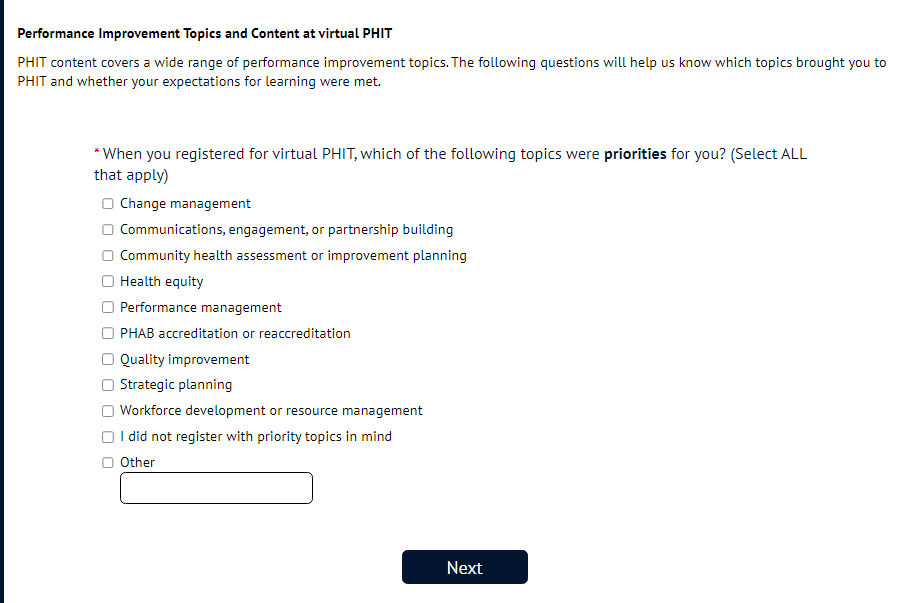 Performance Improvement Topics and Content at virtual PHIT
PHIT content covers a wide range of performance improvement topics. The following questions will help us know which topics brought you to
PHIT and whether your expectations for learning were met.
* When you registered for virtual PHIT, which of the following topics were priorities for you? (Select ALL
that apply)
Change management
Communications, engagement, or partnership building
Community health assessment or improvement planning
Health equity
Performance management
PHAB accreditation or reaccreditation
Quality improvement
Strategic planning
Workforce development or resource management
I did not register with priority topics in mind
Other
Next